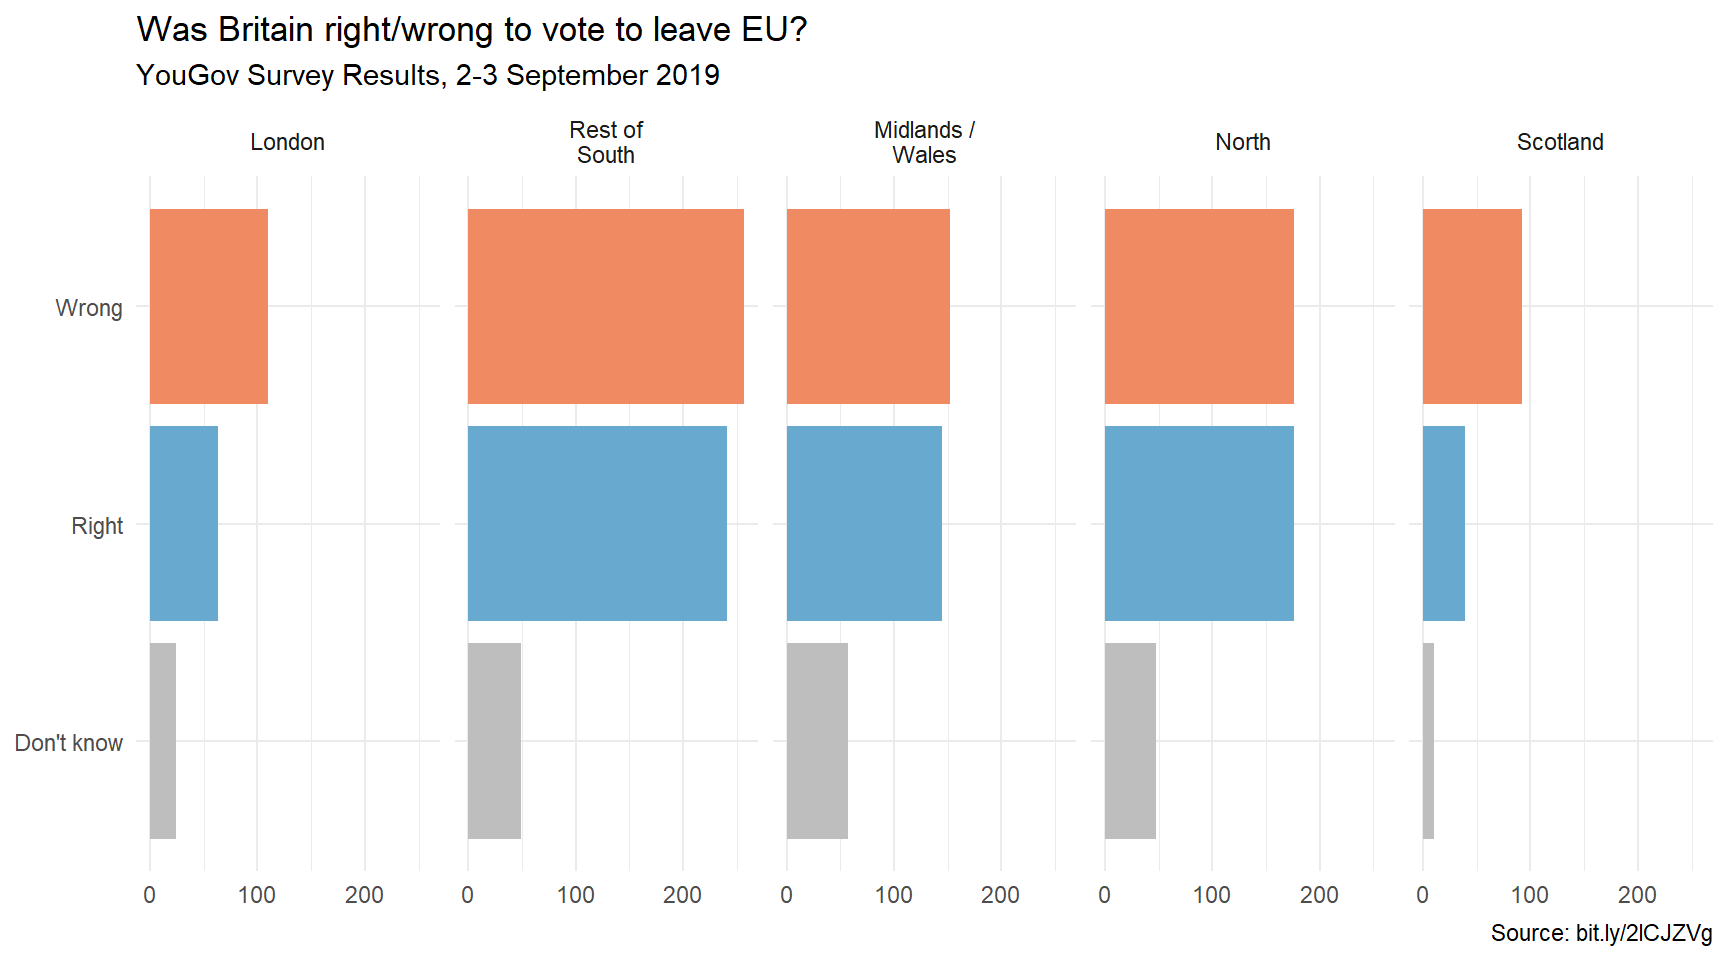 Was Britain right/wrong to vote to leave EU?
YouGov Survey Results, 2-3 September 2019
London
Rest of
South
Midlands /
Wales
North
Scotland
Wrong
Right
Don't know
0 100 200
0 100 200
0 100 200
0 100 200
0 100 200
Source: bit.ly/2lCJZVg